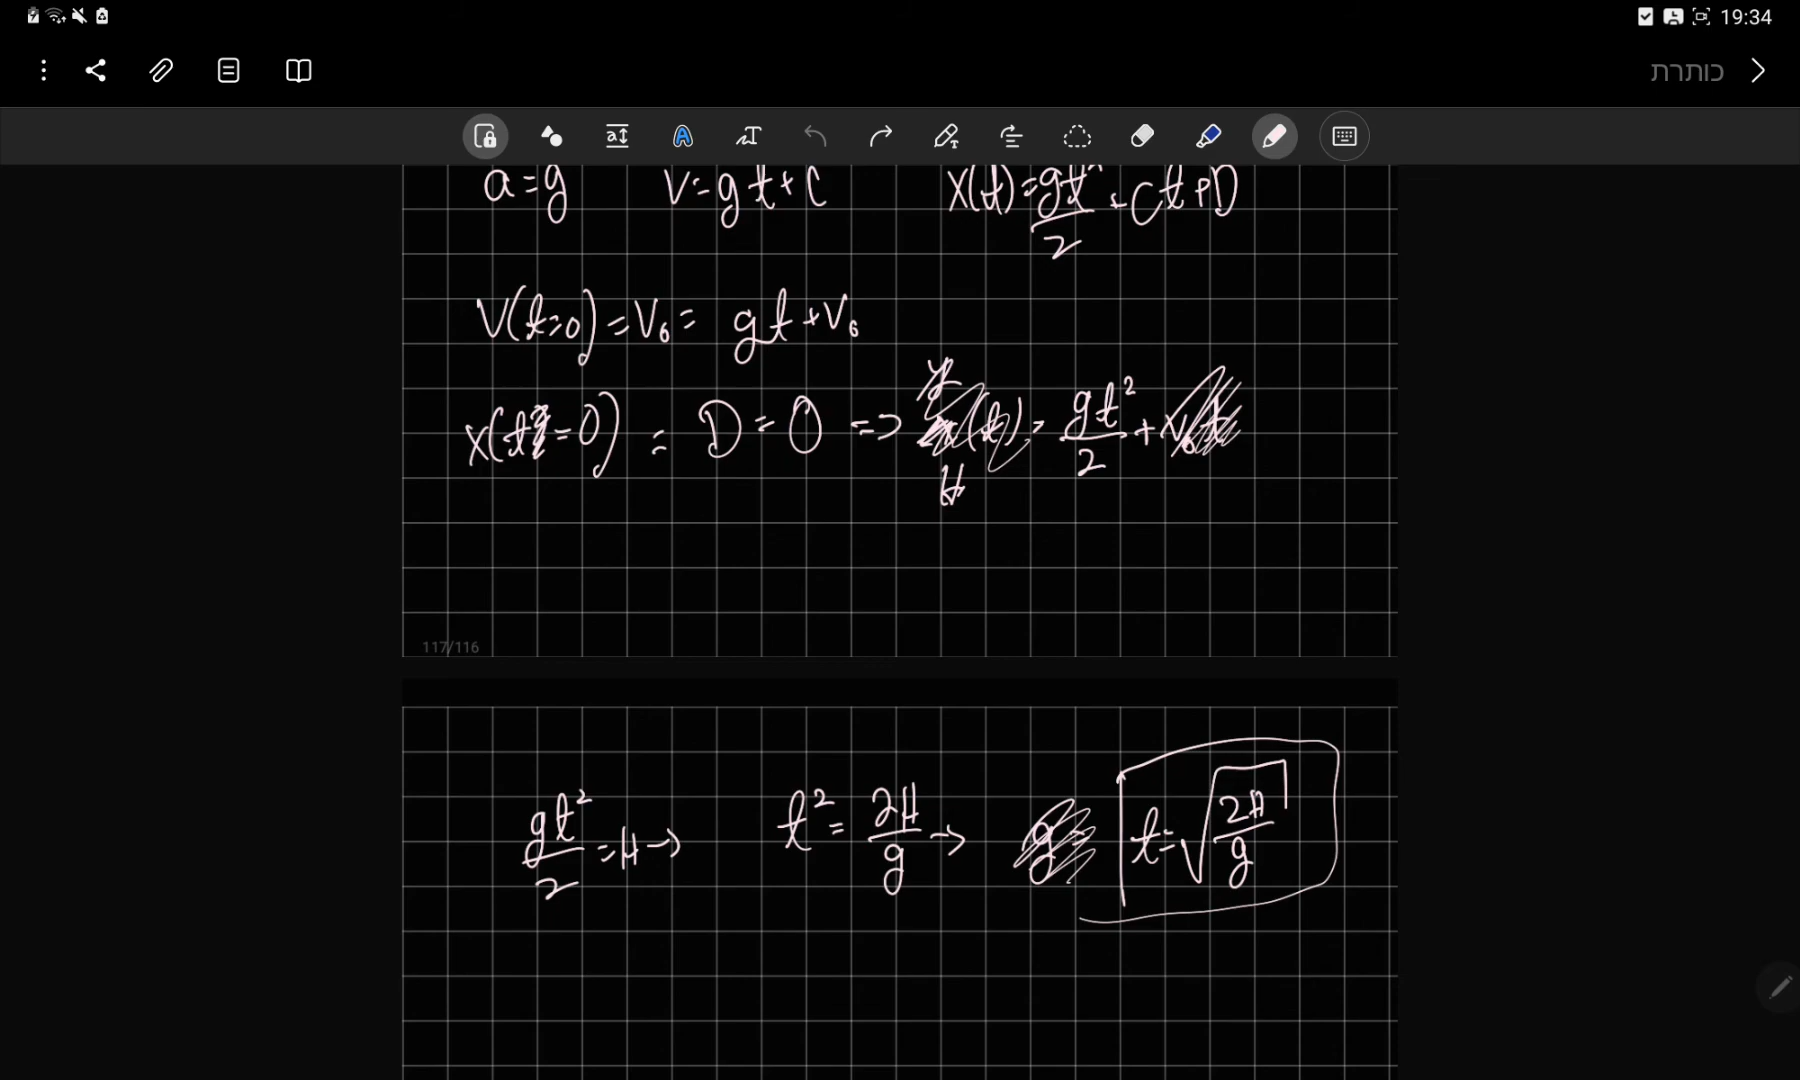 19:34
כותרת
a=g V=gt+C X(t)=gt²/2+Ct+D
V(t=0)=V₀= gt+V₀
x(t=0) = D=0 => y = gt²/2 +
H
117/116
gt²/2 =H→ t²=2H/g → t=√(2H/g)